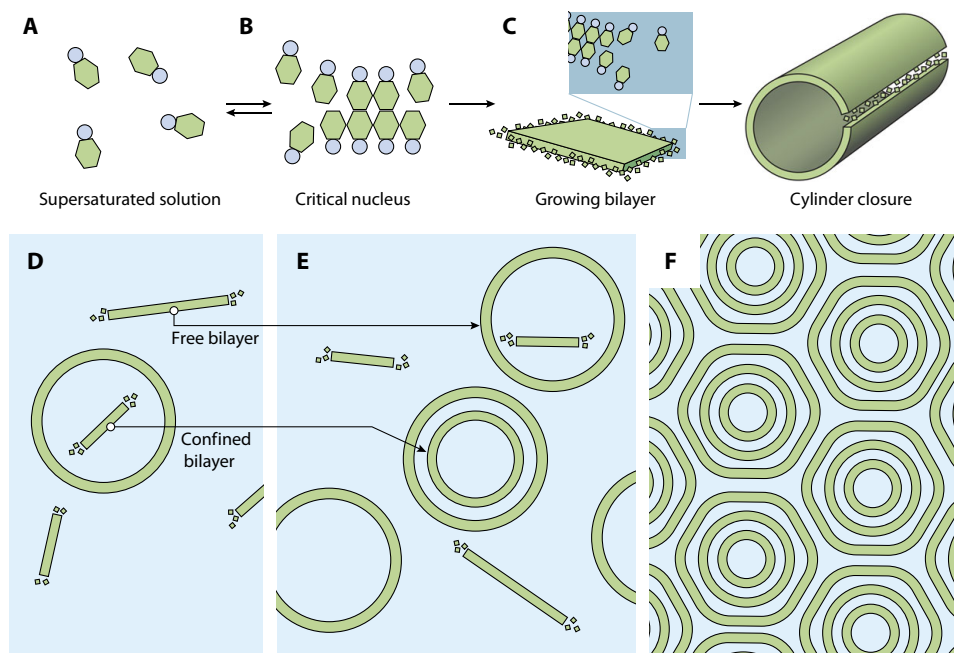 A
B
C
Supersaturated solution
Critical nucleus
Growing bilayer
Cylinder closure
D
E
F
Free bilayer
Confined
bilayer